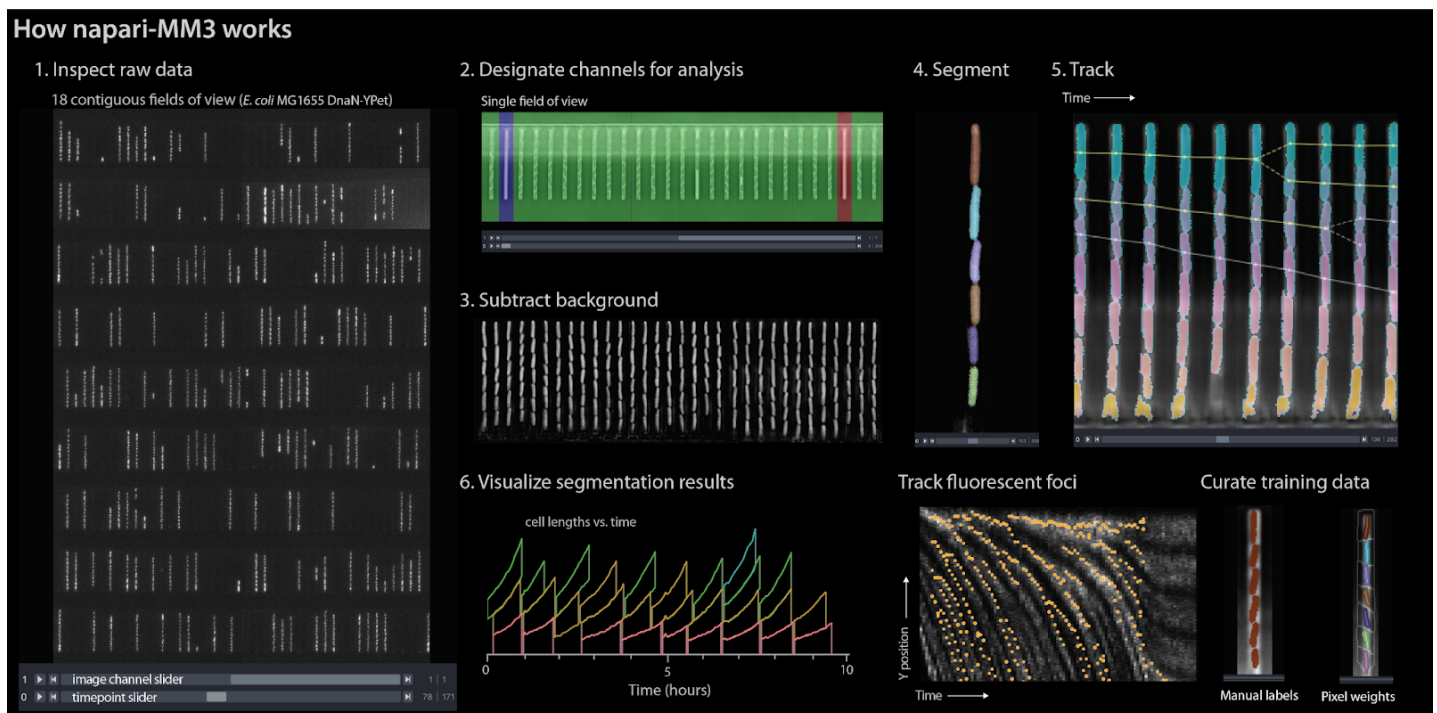 How napari-MM3 works
1. Inspect raw data
18 contiguous fields of view (E. coli MG1655 DnaN-YPet)
1 image channel slider 1 | 1
0 timepoint slider 78 | 171
2. Designate channels for analysis
Single field of view
3. Subtract background
4. Segment
5. Track
Time
0 136 | 292
6. Visualize segmentation results
cell lengths vs. time
0 5 10
Time (hours)
Track fluorescent foci
Y position
Time
Curate training data
Manual labels Pixel weights